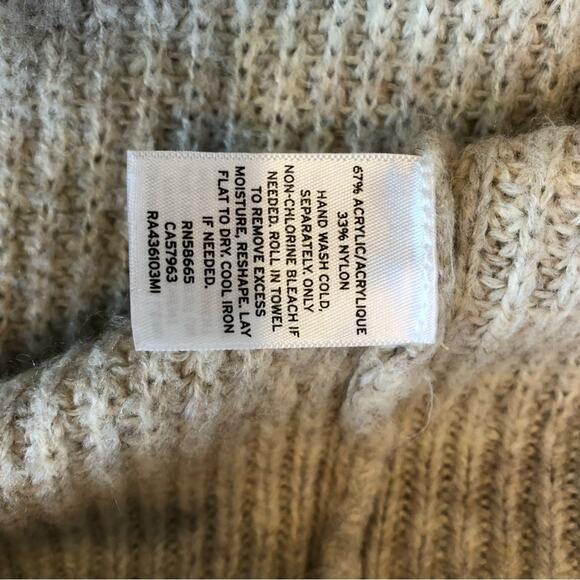 67% ACRYLIC/ACRYLIQUE
33% NYLON
HAND WASH COLD,
SEPARATELY. ONLY
NON-CHLORINE BLEACH IF
NEEDED. ROLL IN TOWEL
TO REMOVE EXCESS
MOISTURE, RESHAPE. LAY
FLAT TO DRY. COOL IRON
IF NEEDED.
RN58665
CA57963
RA436103MI